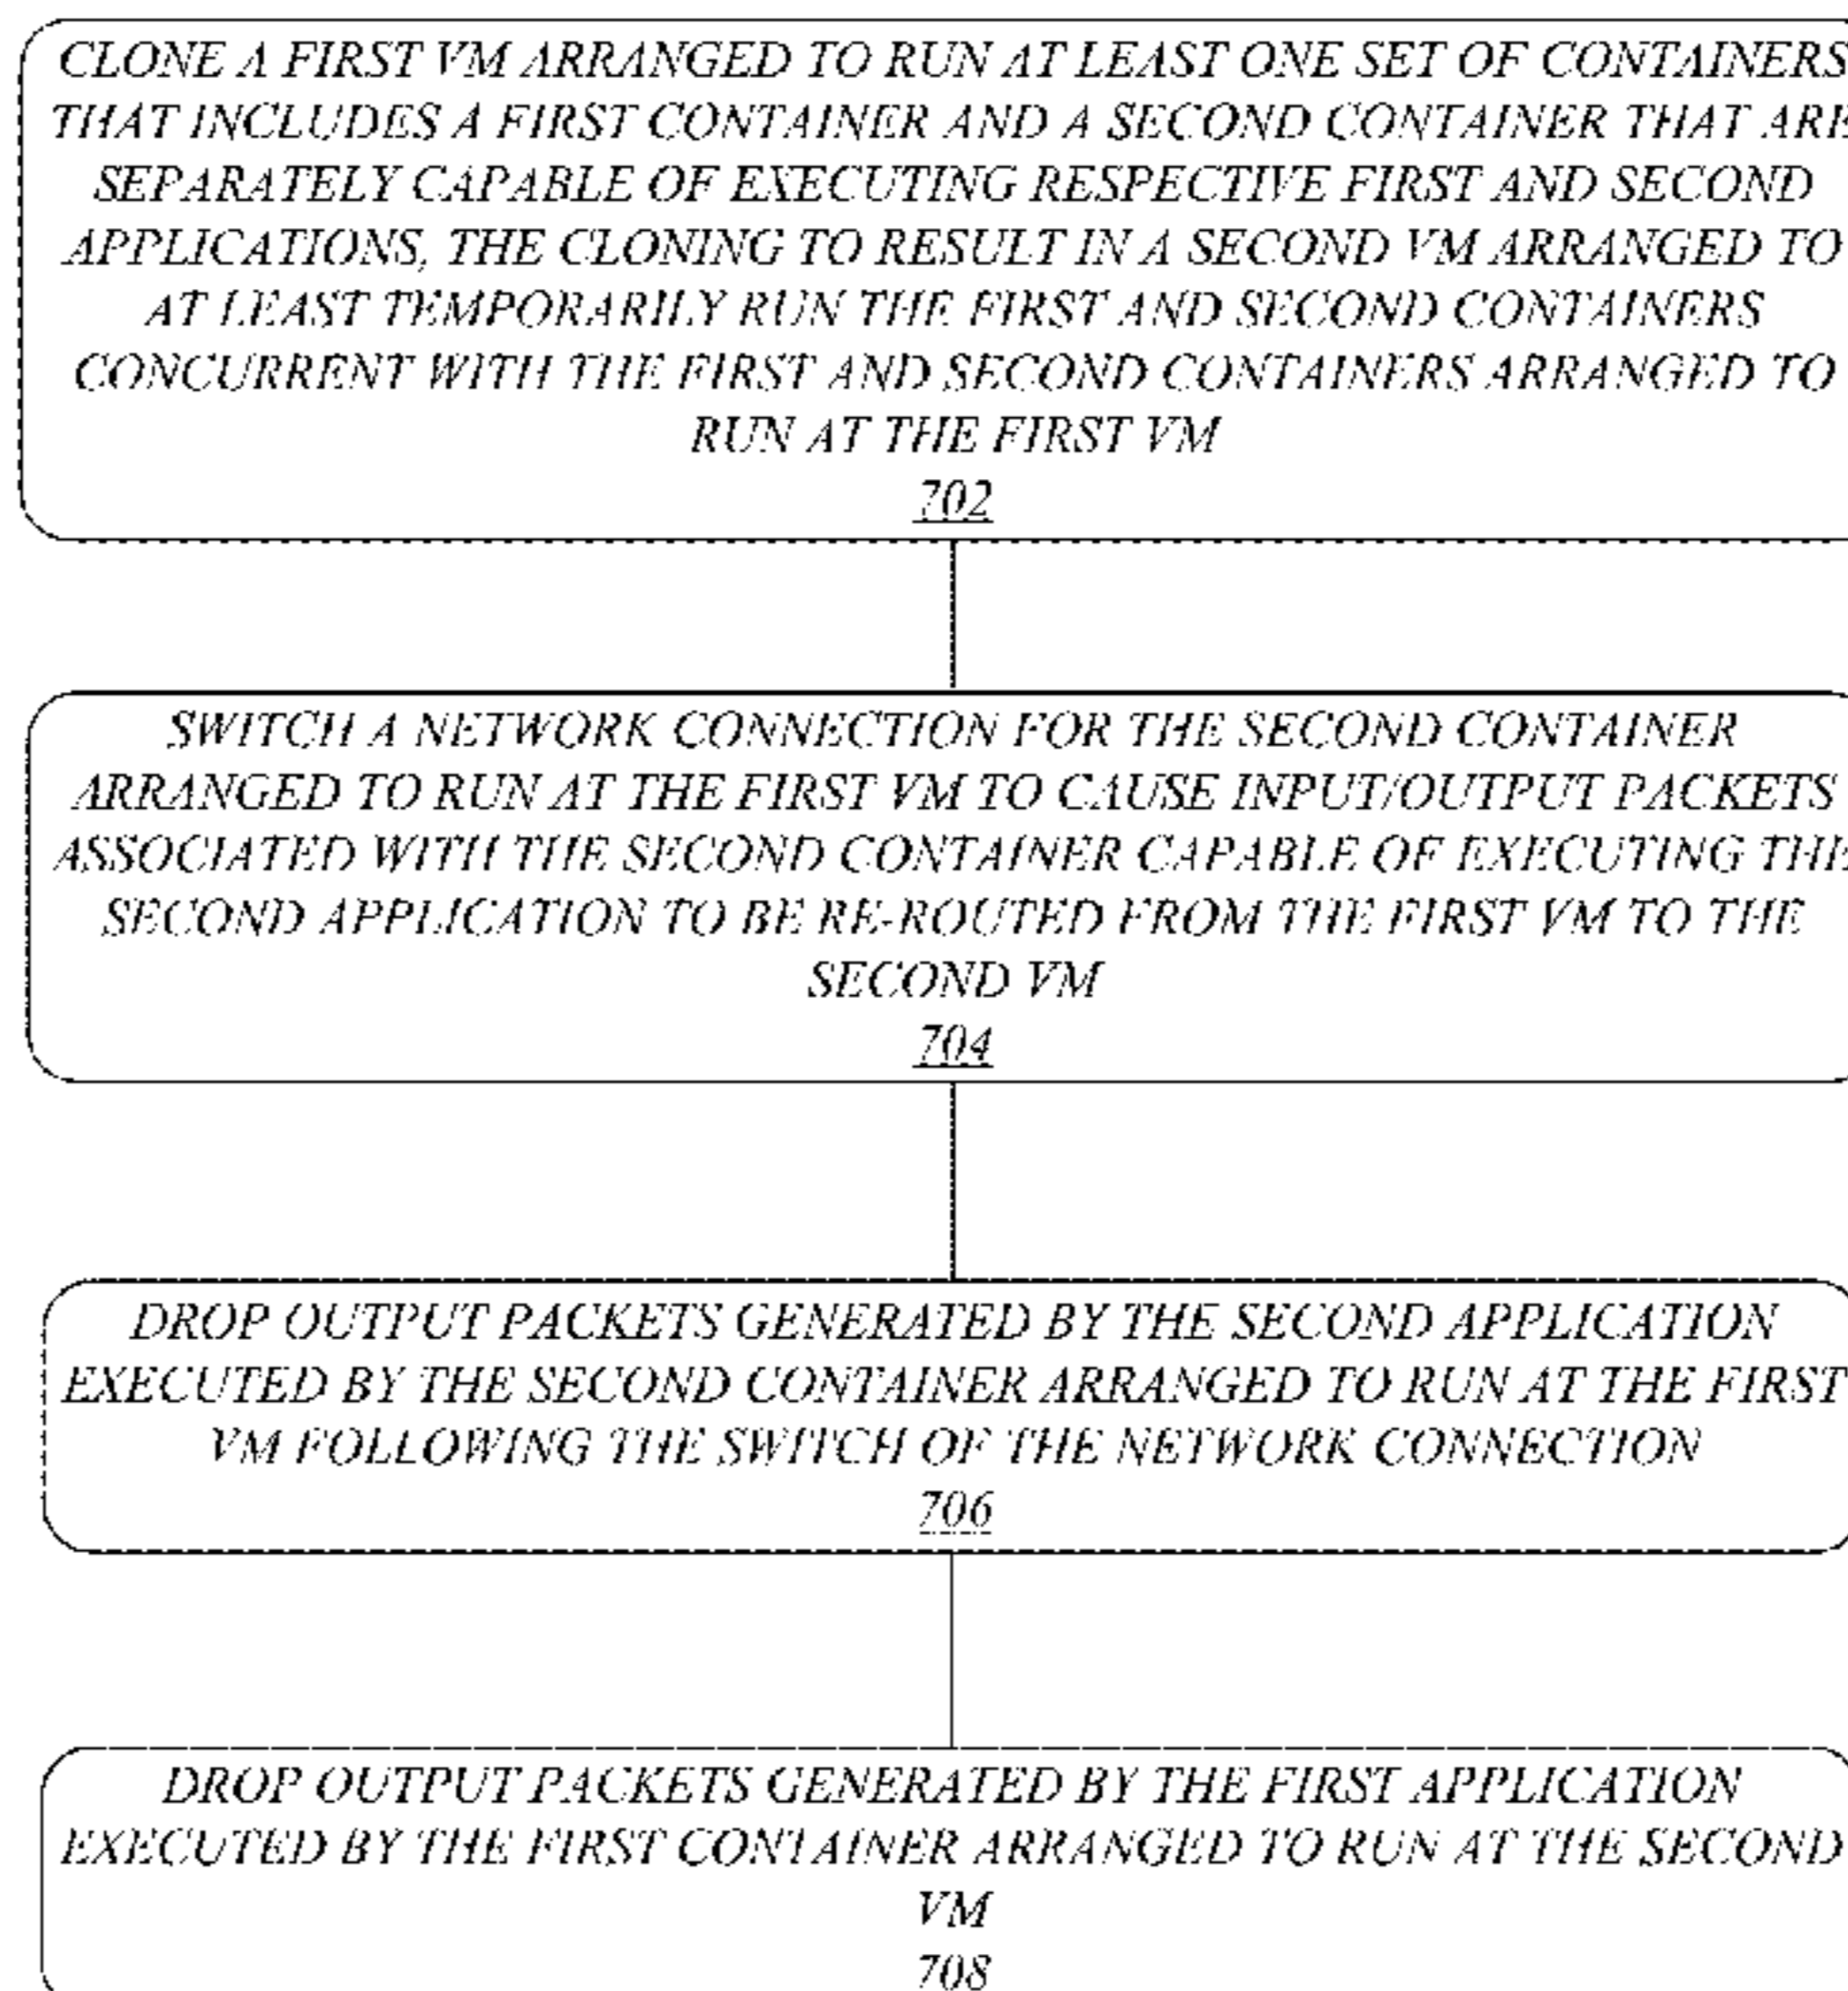 CLONE A FIRST VM ARRANGED TO RUN AT LEAST ONE SET OF CONTAINERS
THAT INCLUDES A FIRST CONTAINER AND A SECOND CONTAINER THAT ARE
SEPARATELY CAPABLE OF EXECUTING RESPECTIVE FIRST AND SECOND
APPLICATIONS, THE CLONING TO RESULT IN A SECOND VM ARRANGED TO
AT LEAST TEMPORARILY RUN THE FIRST AND SECOND CONTAINERS
CONCURRENT WITH THE FIRST AND SECOND CONTAINERS ARRANGED TO
RUN AT THE FIRST VM
702
SWITCH A NETWORK CONNECTION FOR THE SECOND CONTAINER
ARRANGED TO RUN AT THE FIRST VM TO CAUSE INPUT/OUTPUT PACKETS
ASSOCIATED WITH THE SECOND CONTAINER CAPABLE OF EXECUTING THE
SECOND APPLICATION TO BE RE-ROUTED FROM THE FIRST VM TO THE
SECOND VM
704
DROP OUTPUT PACKETS GENERATED BY THE SECOND APPLICATION
EXECUTED BY THE SECOND CONTAINER ARRANGED TO RUN AT THE FIRST
VM FOLLOWING THE SWITCH OF THE NETWORK CONNECTION
706
DROP OUTPUT PACKETS GENERATED BY THE FIRST APPLICATION
EXECUTED BY THE FIRST CONTAINER ARRANGED TO RUN AT THE SECOND
VM
708